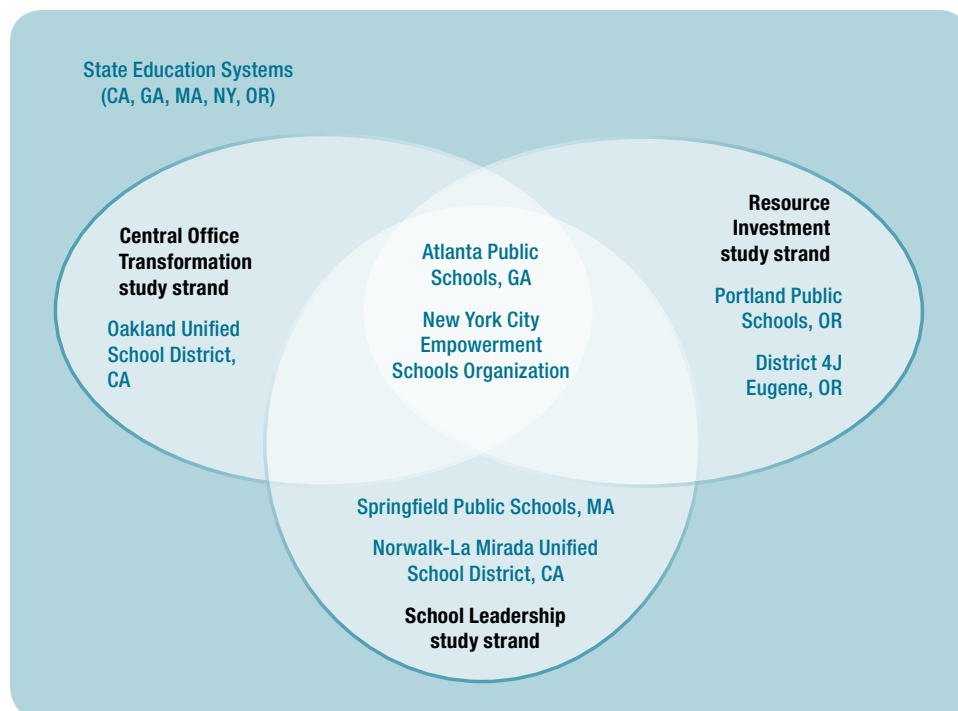 State Education Systems
(CA, GA, MA, NY, OR)
Central Office
Transformation
study strand
Oakland Unified
School District,
CA
Atlanta Public
Schools, GA
New York City
Empowerment
Schools Organization
Resource
Investment
study strand
Portland Public
Schools, OR
District 4J
Eugene, OR
Springfield Public Schools, MA
Norwalk-La Mirada Unified
School District, CA
School Leadership
study strand